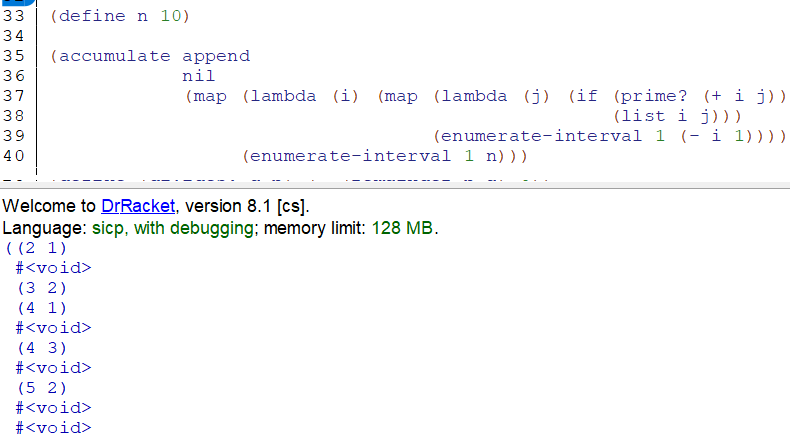 33 (define n 10)
34
35 (accumulate append
36 nil
37 (map (lambda (i) (map (lambda (j) (if (prime? (+ i j))
38 (list i j)))
39 (enumerate-interval 1 (- i 1))))
40 (enumerate-interval 1 n)))
Welcome to DrRacket, version 8.1 [cs].
Language: sicp, with debugging; memory limit: 128 MB.
((2 1)
#<void>
(3 2)
(4 1)
#<void>
(4 3)
#<void>
(5 2)
#<void>
#<void>